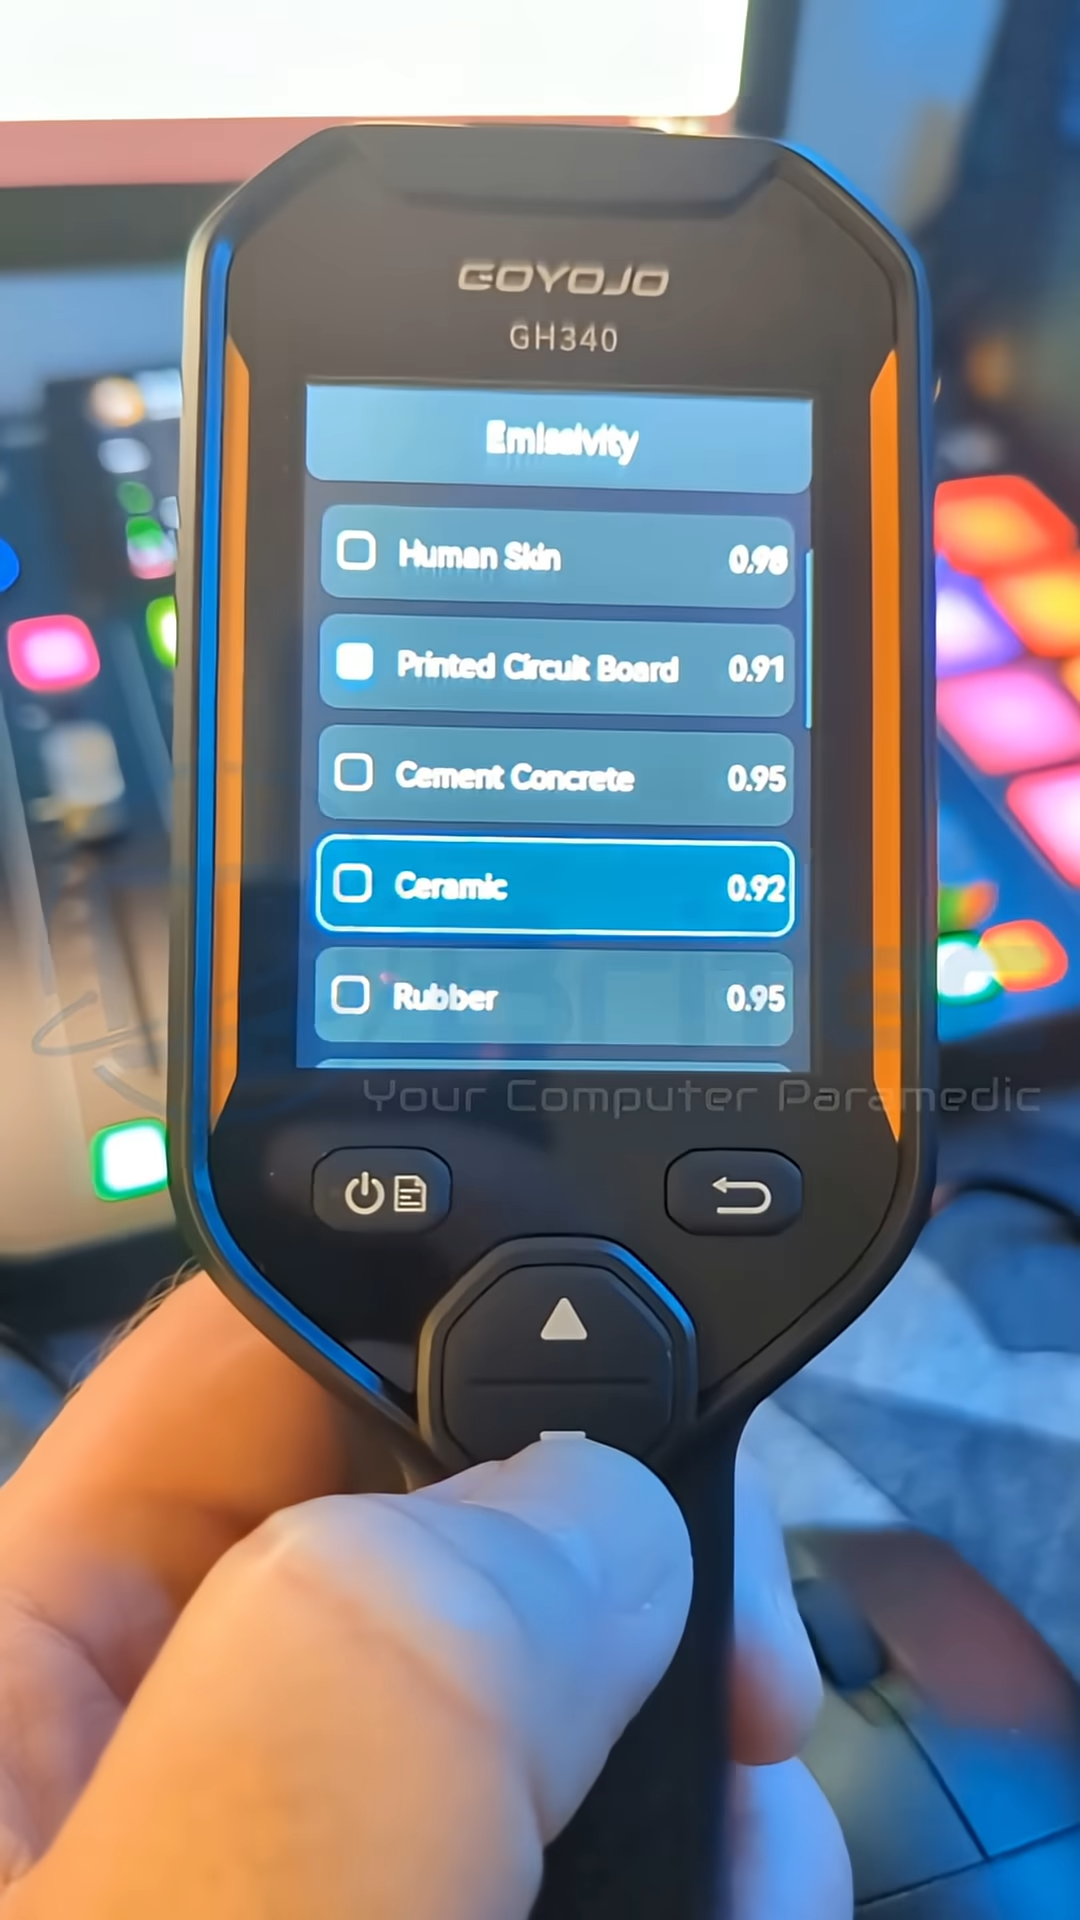 GOYOJO
GH340
Emissivity
Human Skin 0.98
Printed Circuit Board 0.91
Cement Concrete 0.95
Ceramic 0.92
Rubber 0.95
Your Computer Paramedic